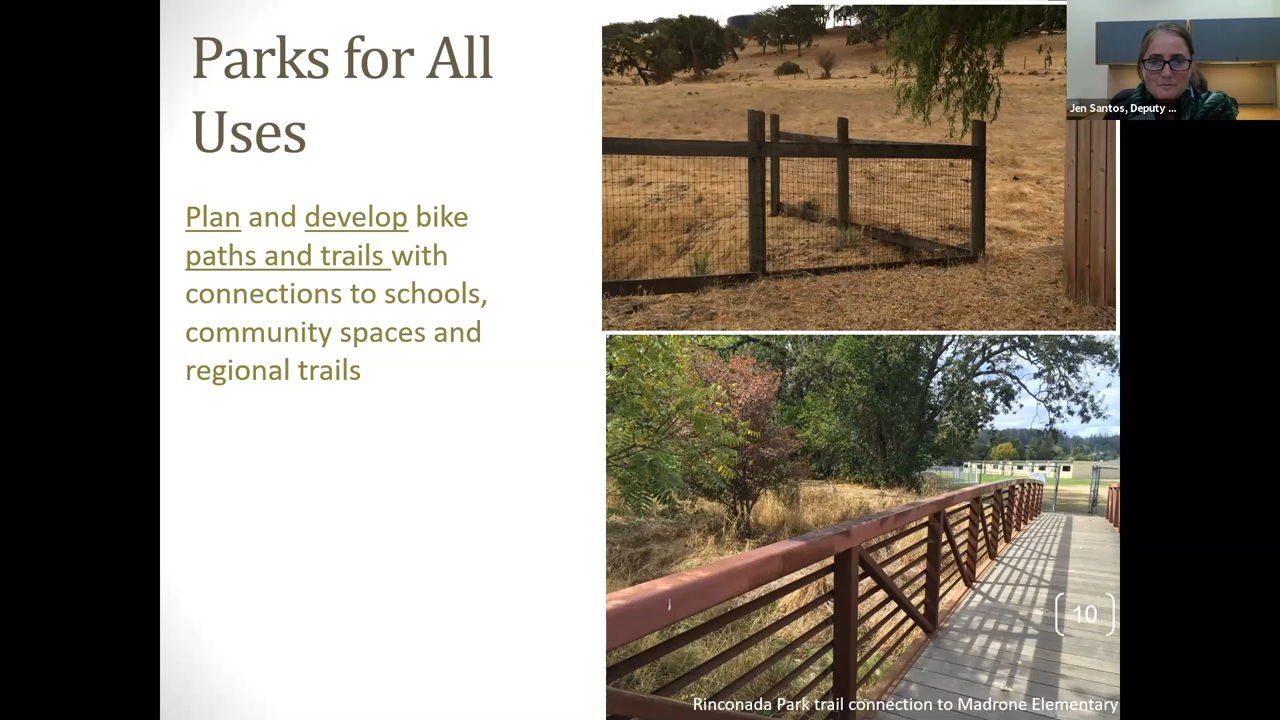 Parks for All
Uses
Plan and develop bike
paths and trails with
connections to schools,
community spaces and
regional trails
Jen Santos, Deputy ...
10
Rinconada Park trail connection to Madrone Elementary